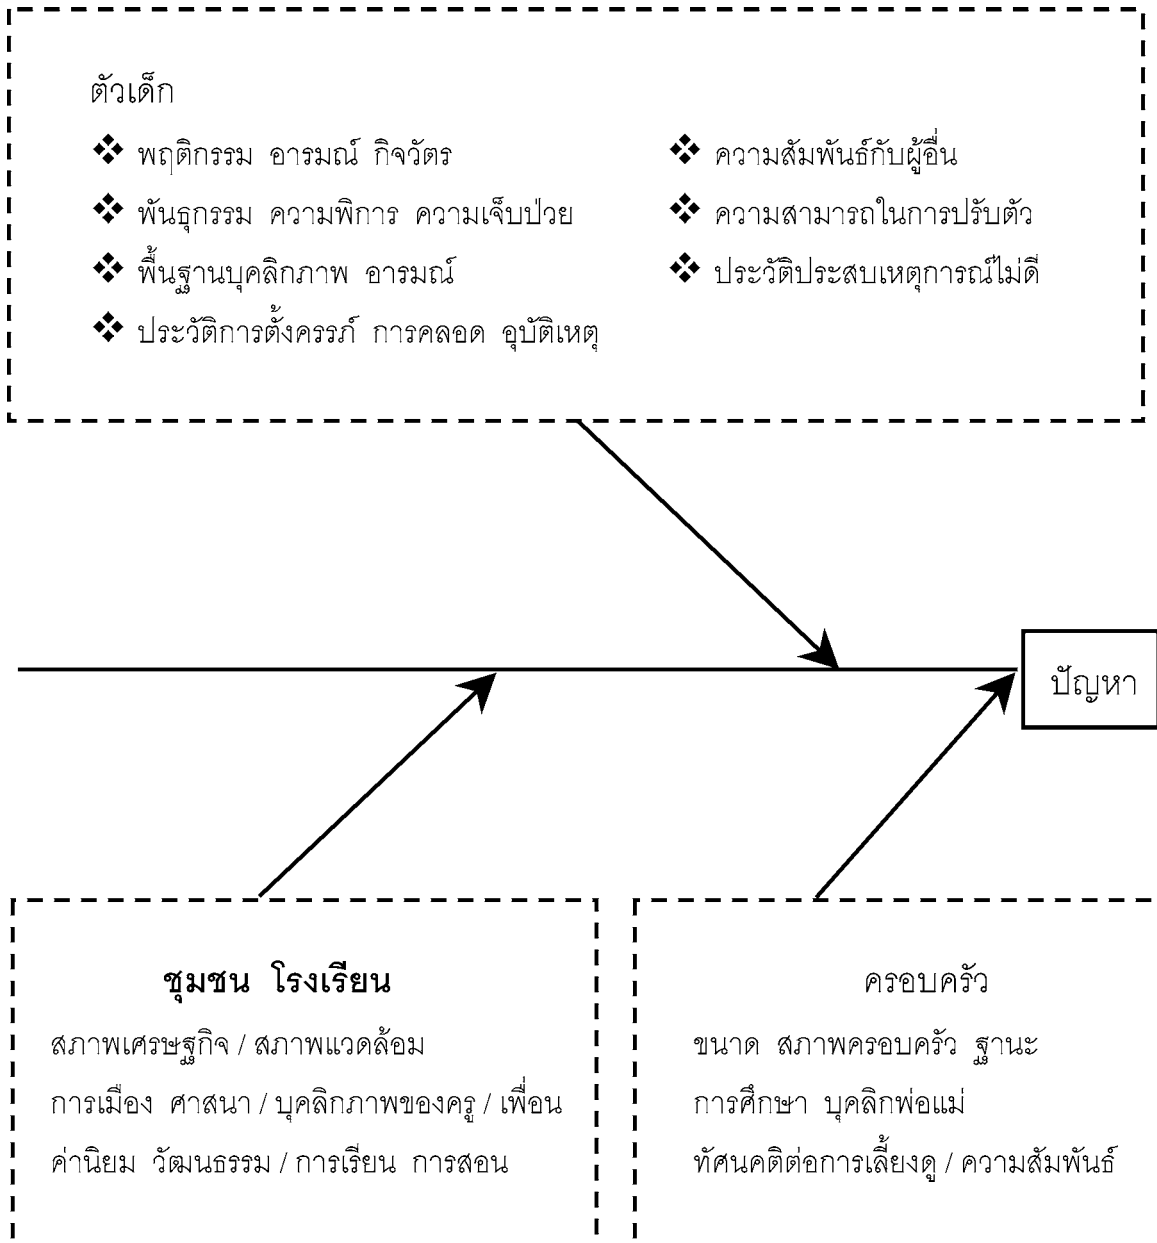 ตัวเด็ก
❖ พฤติกรรม อารมณ์ กิจวัตร
❖ พันธุกรรม ความพิการ ความเจ็บป่วย
❖ พื้นฐานบุคลิกภาพ อารมณ์
❖ ประวัติการตั้งครรภ์ การคลอด อุบัติเหตุ
❖ ความสัมพันธ์กับผู้อื่น
❖ ความสามารถในการปรับตัว
❖ ประวัติประสบเหตุการณ์ไม่ดี
ปัญหา
ชุมชน โรงเรียน
สภาพเศรษฐกิจ / สภาพแวดล้อม
การเมือง ศาสนา / บุคลิกภาพของครู / เพื่อน
ค่านิยม วัฒนธรรม / การเรียน การสอน
ครอบครัว
ขนาด สภาพครอบครัว ฐานะ
การศึกษา บุคลิกพ่อแม่
ทัศนคติต่อการเลี้ยงดู / ความสัมพันธ์